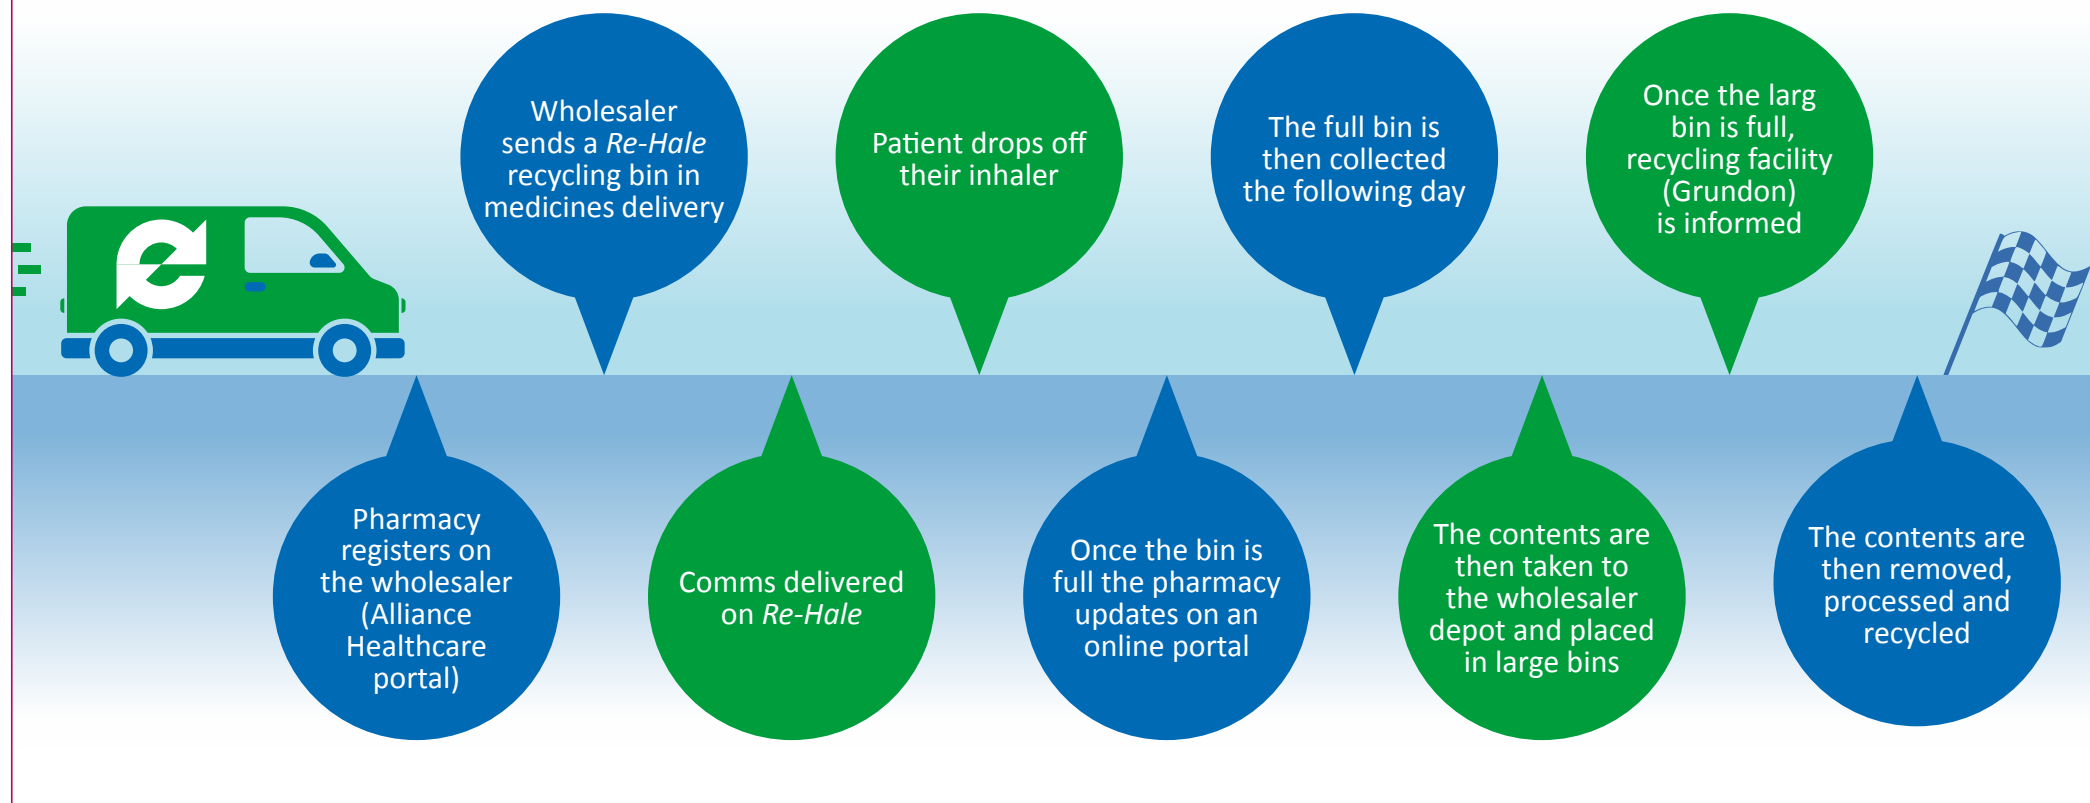 Pharmacy
registers on
the wholesaler
(Alliance
Healthcare
portal)
Wholesaler
sends a Re-Hale
recycling bin in
medicines delivery
Comms delivered
on Re-Hale
Patient drops off
their inhaler
Once the bin is
full the pharmacy
updates on an
online portal
The full bin is
then collected
the following day
The contents are
then taken to
the wholesaler
depot and placed
in large bins
Once the larg
bin is full,
recycling facility
(Grundon)
is informed
The contents are
then removed,
processed and
recycled